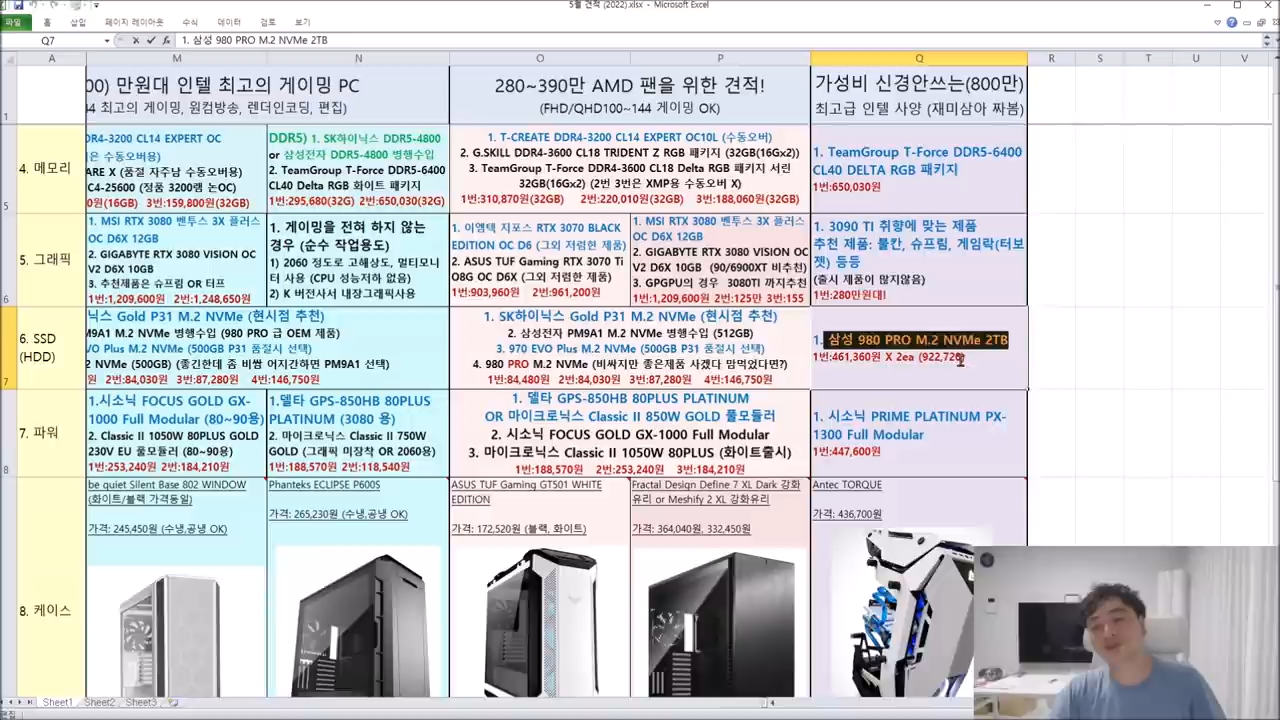 5월 견적 (2022).xlsx - Microsoft Excel
파일 홈 삽입 페이지 레이아웃 수식 데이터 검토 보기
Q7 1. 삼성 980 PRO M.2 NVMe 2TB
A M N O P Q R S T U V
00) 만원대 인텔 최고의 게이밍 PC
최고의 게이밍, 원컴방송, 렌더인코딩, 편집)
280~390만 AMD 팬을 위한 견적!
(FHD/QHD100~144 게이밍 OK)
가성비 신경안쓰는(800만)
최고급 인텔 사양 (재미삼아 짜봄)
4. 메모리
DR4-3200 CL14 EXPERT OC
은 수동오버용)
ARE X (품절 자주남 수동오버용)
C4-25600 (정품 3200램 논OC)
0원(16GB) 3번:159,800원(32GB)
DDR5) 1. SK하이닉스 DDR5-4800
or 삼성전자 DDR5-4800 병행수입
2. TeamGroup T-Force DDR5-6400
CL40 Delta RGB 화이트 패키지
1번:295,680(32G) 2번:650,030(32G)
1. T-CREATE DDR4-3200 CL14 EXPERT OC10L (수동오버)
2. G.SKILL DDR4-3600 CL18 TRIDENT Z RGB 패키지 (32GB(16Gx2))
3. TeamGroup T-Force DDR4-3600 CL18 Delta RGB 패키지 서린
32GB(16Gx2) (2번 3번은 XMP용 수동오버 X)
1번:310,870(32GB) 2번:220,010(32GB) 3번:188,060(32GB)
1. TeamGroup T-Force DDR5-6400
CL40 DELTA RGB 패키지
1번:650,030원
5. 그래픽
1. MSI RTX 3080 벤투스 3X 플러스
OC D6X 12GB
2. GIGABYTE RTX 3080 VISION OC
V2 D6X 10GB
3. 추천제품은 슈프림 OR 터프
1번:1,209,600원 2번:1,248,650원
1. 게이밍을 전혀 하지 않는
경우 (순수 작업용도)
1) 2060 정도로 고해상도, 멀티모니
터 사용 (CPU 성능저하 없음)
2) K 버전사서 내장그래픽사용
1. 이엠텍 지포스 RTX 3070 BLACK
EDITION OC D6 (그외 저렴한 제품)
2. ASUS TUF Gaming RTX 3070 Ti
O8G OC D6X (그외 저렴한 제품)
1번:903,960원 2번:961,200원
1. MSI RTX 3080 벤투스 3X 플러스
OC D6X 12GB
2. GIGABYTE RTX 3080 VISION OC
V2 D6X 10GB (90/6900XT 비추천)
3. GPGPU의 경우 3080TI 까지추천
1번:1,209,600원 2번:125만 3번:155
1. 3090 TI 취향에 맞는 제품
추천 제품: 불칸, 슈프림, 게임락(터보
젯) 등등
(출시 제품이 많지않음)
1번:280만원대!
6. SSD
(HDD)
닉스 Gold P31 M.2 NVMe (현시점 추천)
M9A1 M.2 NVMe 병행수입 (980 PRO 급 OEM 제품)
VO Plus M.2 NVMe (500GB P31 품절시 선택)
2 NVMe (500GB) (좋긴한데 좀 비쌈 어지간하면 PM9A1 선택)
원 2번:84,030원 3번:87,280원 4번:146,750원
1. SK하이닉스 Gold P31 M.2 NVMe (현시점 추천)
2. 삼성전자 PM9A1 M.2 NVMe 병행수입 (512GB)
3. 970 EVO Plus M.2 NVMe (500GB P31 품절시 선택)
4. 980 PRO M.2 NVMe (비싸지만 좋은제품 사겠다 맘먹었다면?)
1번:84,480원 2번:84,030원 3번:87,280원 4번:146,750원
1. 삼성 980 PRO M.2 NVMe 2TB
1번:461,360원 X 2ea (922,720
7. 파워
1.시소닉 FOCUS GOLD GX-
1000 Full Modular (80~90용)
2. Classic II 1050W 80PLUS GOLD
230V EU 풀모듈러 (80~90용)
1번:253,240원 2번:184,210원
1.델타 GPS-850HB 80PLUS
PLATINUM (3080 용)
2. 마이크로닉스 Classic II 750W
GOLD (그래픽 미장착 OR 2060용)
1번:188,570원 2번:118,540원
1. 델타 GPS-850HB 80PLUS PLATINUM
OR 마이크로닉스 Classic II 850W GOLD 풀모듈러
2. 시소닉 FOCUS GOLD GX-1000 Full Modular
3. 마이크로닉스 Classic II 1050W 80PLUS (화이트출시)
1번:188,570원 2번:253,240원 3번:184,210원
1. 시소닉 PRIME PLATINUM PX-
1300 Full Modular
1번:447,600원
8. 케이스
be quiet Silent Base 802 WINDOW
(화이트/블랙 가격동일)
가격: 245,450원 (수냉,공냉 OK)
Phanteks ECLIPSE P600S
가격: 265,230원 (수냉,공냉 OK)
ASUS TUF Gaming GT501 WHITE
EDITION
가격: 172,520원 (블랙, 화이트)
Fractal Design Define 7 XL Dark 강화
유리 or Meshify 2 XL 강화유리
가격: 364,040원, 332,450원
Antec TORQUE
가격: 436,700원
1
5
6
7
8
Sheet1 Sheet2 Sheet3
편집